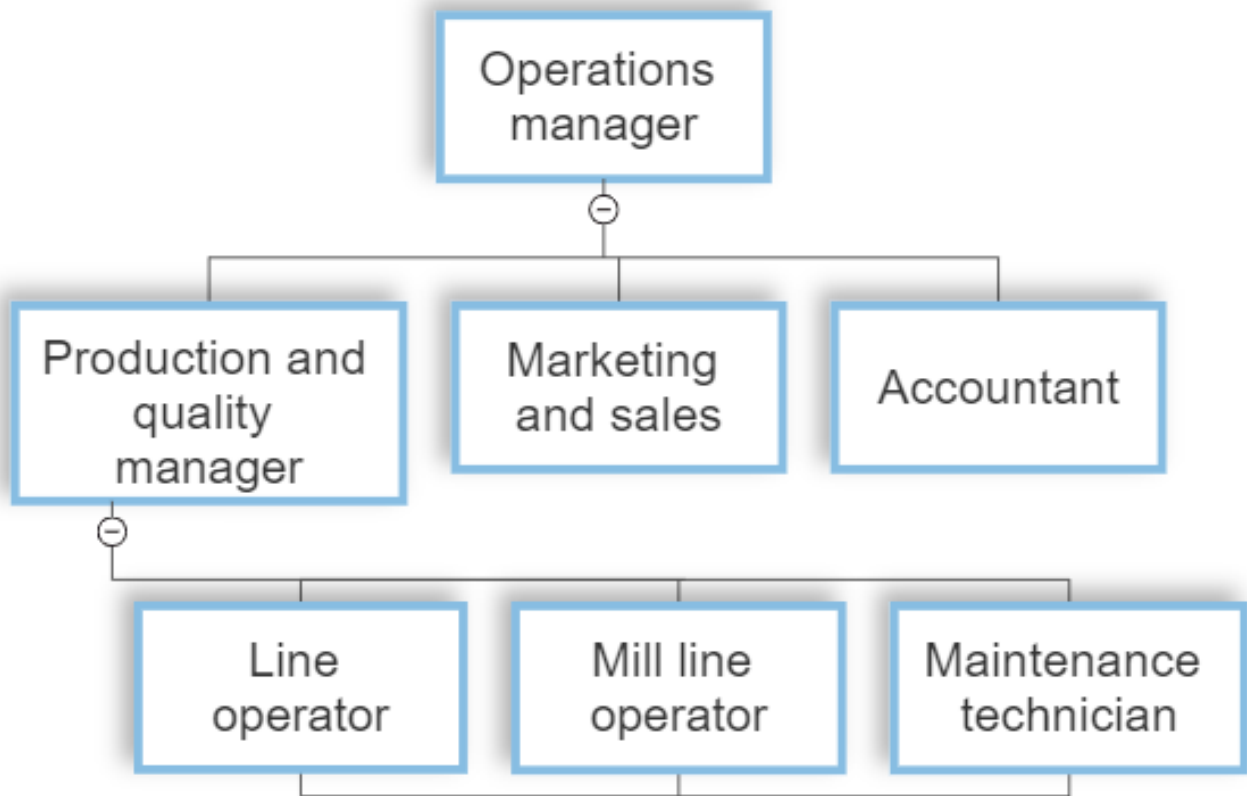 Operations
manager
Production and
quality
manager
Marketing
and sales
Accountant
Line
operator
Mill line
operator
Maintenance
technician